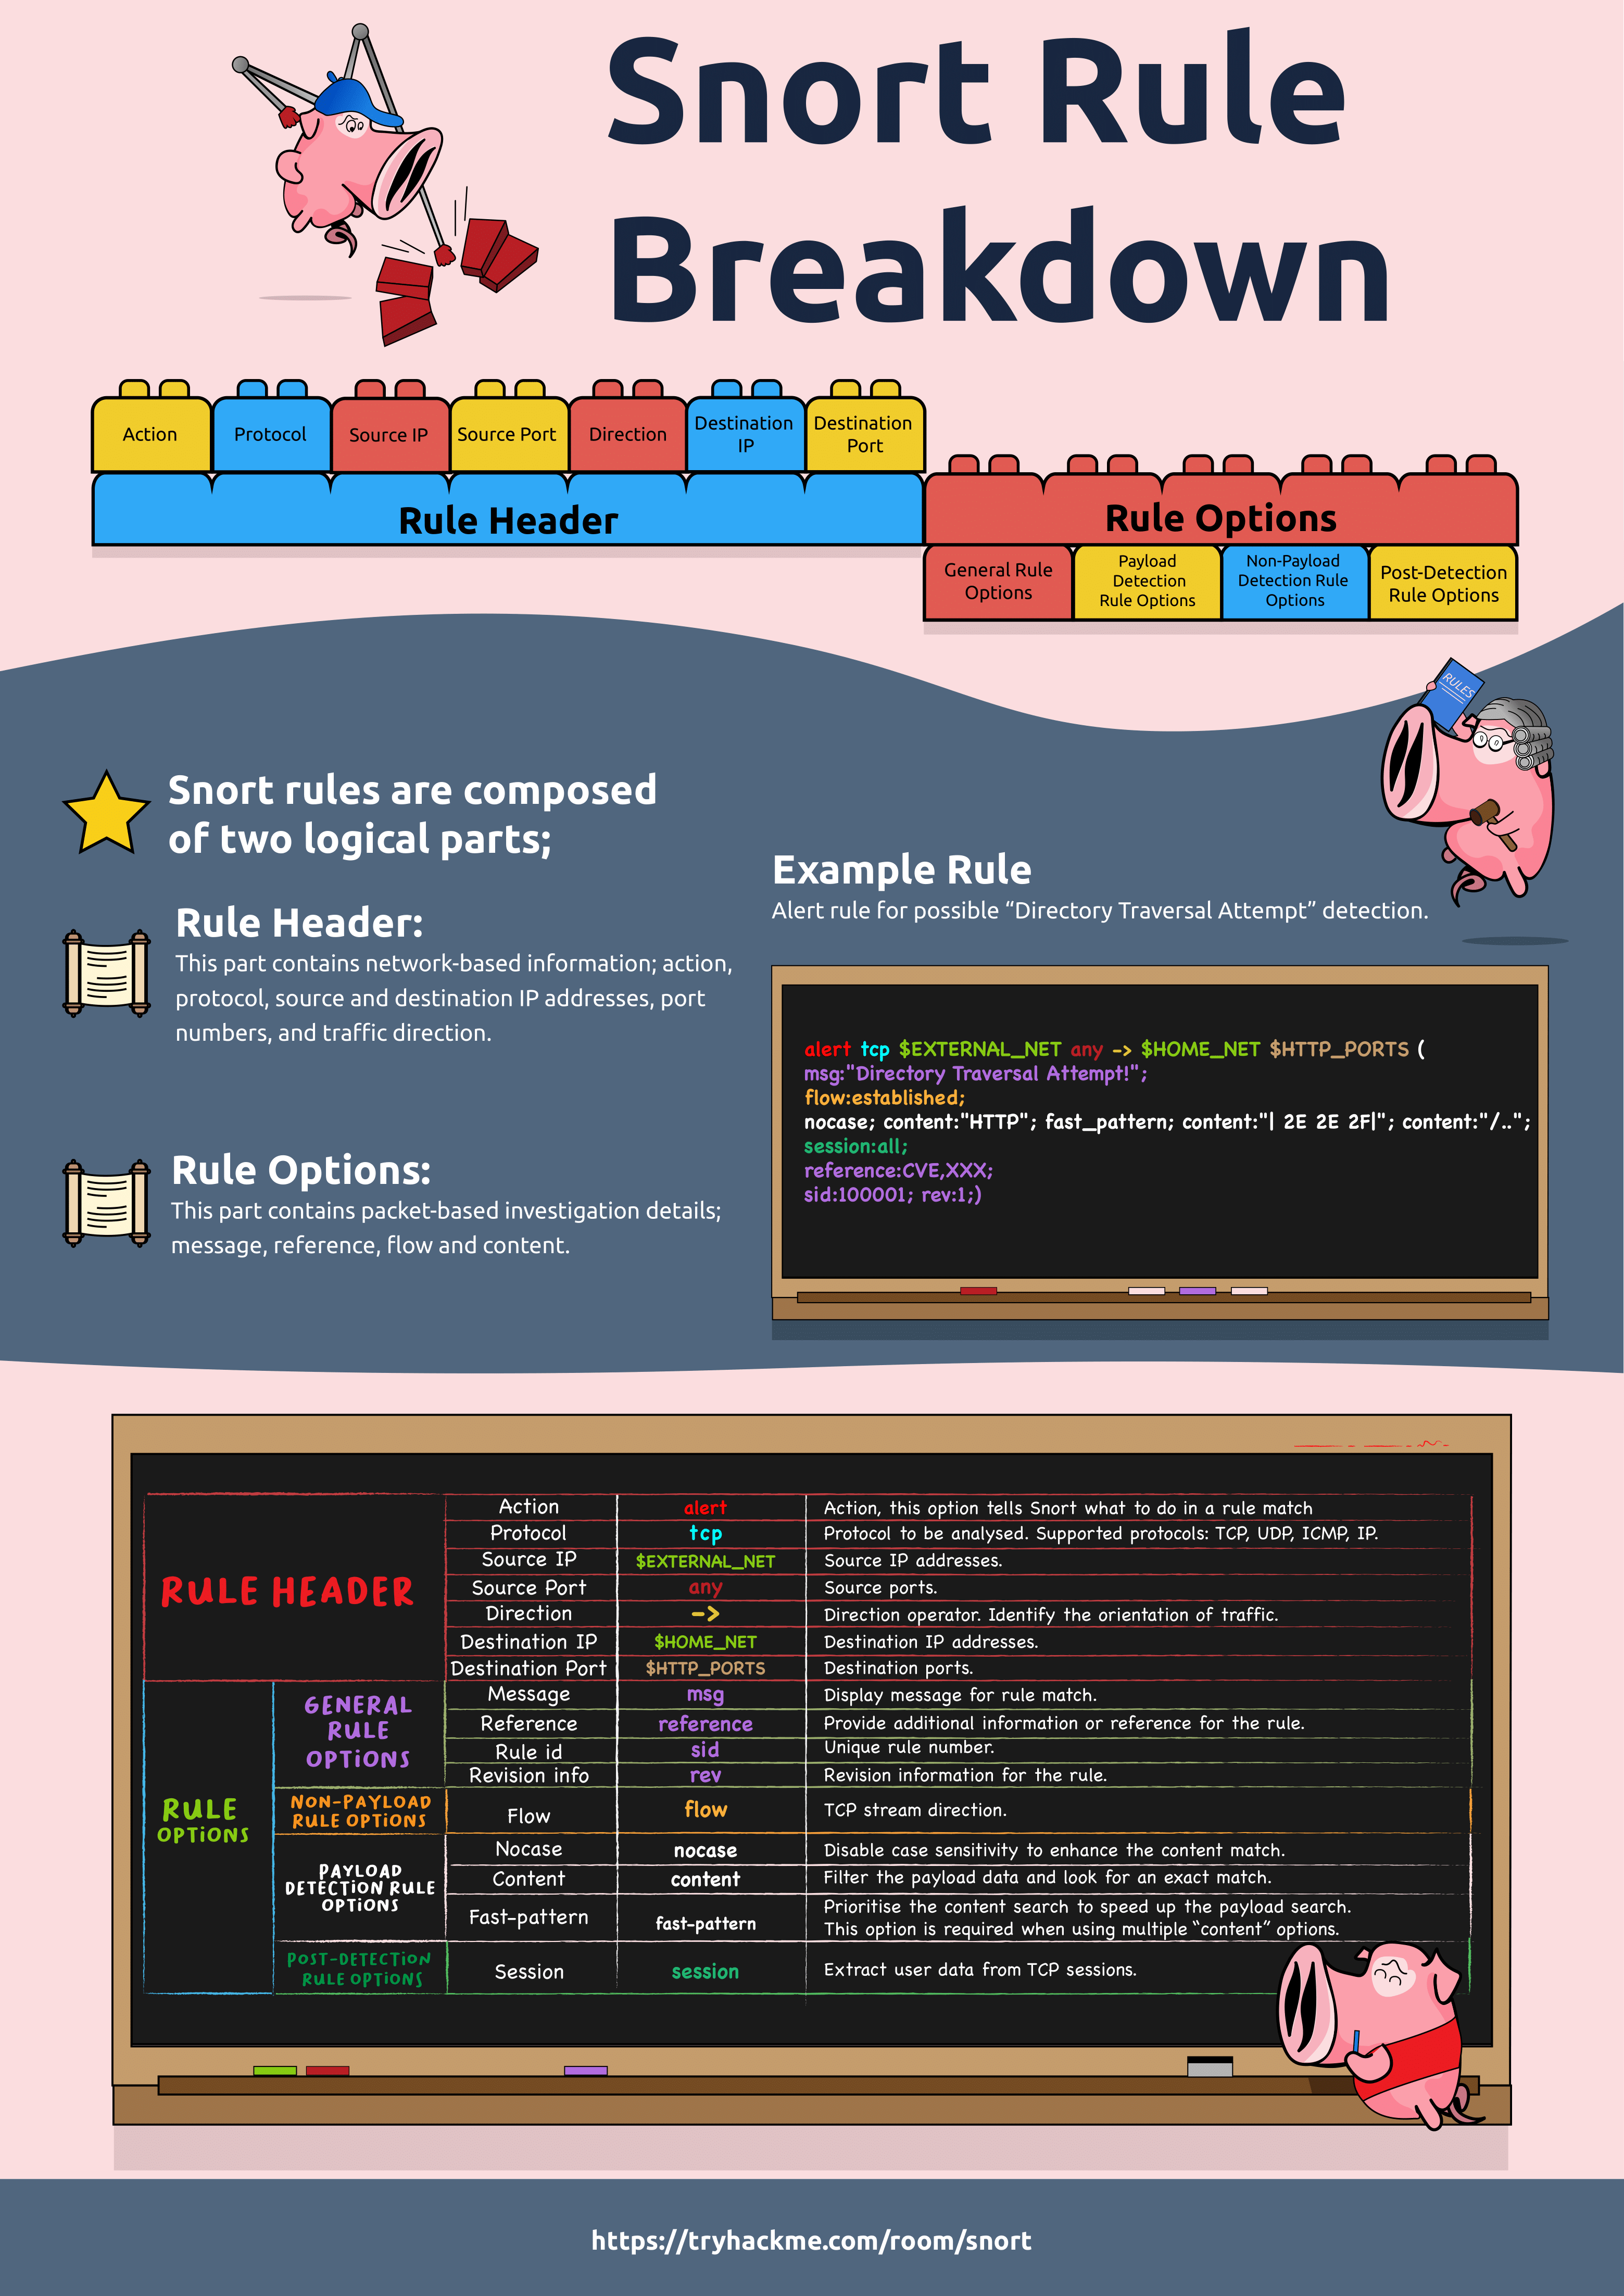 Snort Rule
Breakdown
Action
Protocol
Source IP
Source Port
Direction
Destination
IP
Destination
Port
Rule Header
Rule Options
General Rule
Options
Payload
Detection
Rule Options
Non-Payload
Detection Rule
Options
Post-Detection
Rule Options
RULES
Snort rules are composed
of two logical parts;
Rule Header:
This part contains network-based information; action,
protocol, source and destination IP addresses, port
numbers, and traffic direction.
Rule Options:
This part contains packet-based investigation details;
message, reference, flow and content.
Example Rule
Alert rule for possible “Directory Traversal Attempt” detection.
alert tcp $EXTERNAL_NET any -> $HOME_NET $HTTP_PORTS (
msg:"Directory Traversal Attempt!";
flow:established;
nocase; content:"HTTP"; fast_pattern; content:"| 2E 2E 2F|"; content:"/..";
session:all;
reference:CVE,XXX;
sid:100001; rev:1;)
RULE HEADER
Action alert Action, this option tells Snort what to do in a rule match
Protocol tcp Protocol to be analysed. Supported protocols: TCP, UDP, ICMP, IP.
Source IP $EXTERNAL_NET Source IP addresses.
Source Port any Source ports.
Direction -> Direction operator. Identify the orientation of traffic.
Destination IP $HOME_NET Destination IP addresses.
Destination Port $HTTP_PORTS Destination ports.
RULE
OPTIONS
GENERAL
RULE
OPTIONS
Message msg Display message for rule match.
Reference reference Provide additional information or reference for the rule.
Rule id sid Unique rule number.
Revision info rev Revision information for the rule.
NON-PAYLOAD
RULE OPTIONS
Flow flow TCP stream direction.
PAYLOAD
DETECTION RULE
OPTIONS
Nocase nocase Disable case sensitivity to enhance the content match.
Content content Filter the payload data and look for an exact match.
Fast-pattern fast-pattern Prioritise the content search to speed up the payload search.
This option is required when using multiple “content” options.
POST-DETECTION
RULE OPTIONS
Session session Extract user data from TCP sessions.
https://tryhackme.com/room/snort